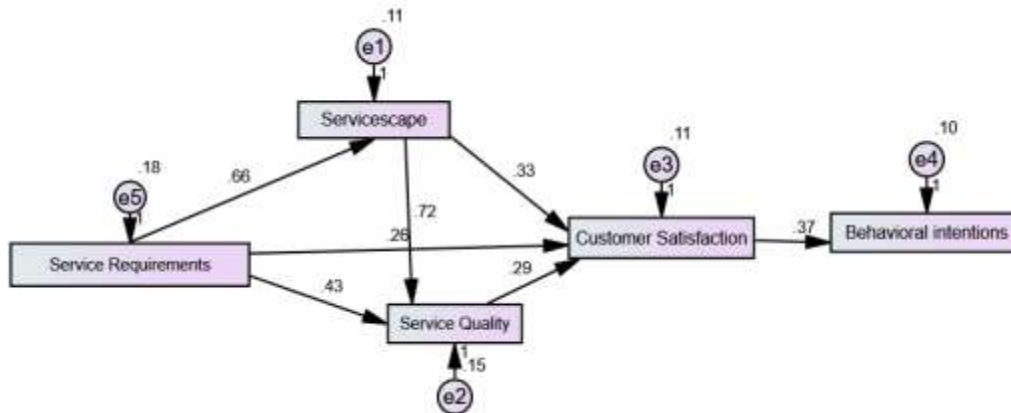 .11
e1
1
Servicescape
.18
e5
1
.66
.33
.11
e3
1
.10
e4
1
.72
.26
Customer Satisfaction
.37
Behavioral intentions
Service Requirements
.43
.29
Service Quality
1
.15
e2